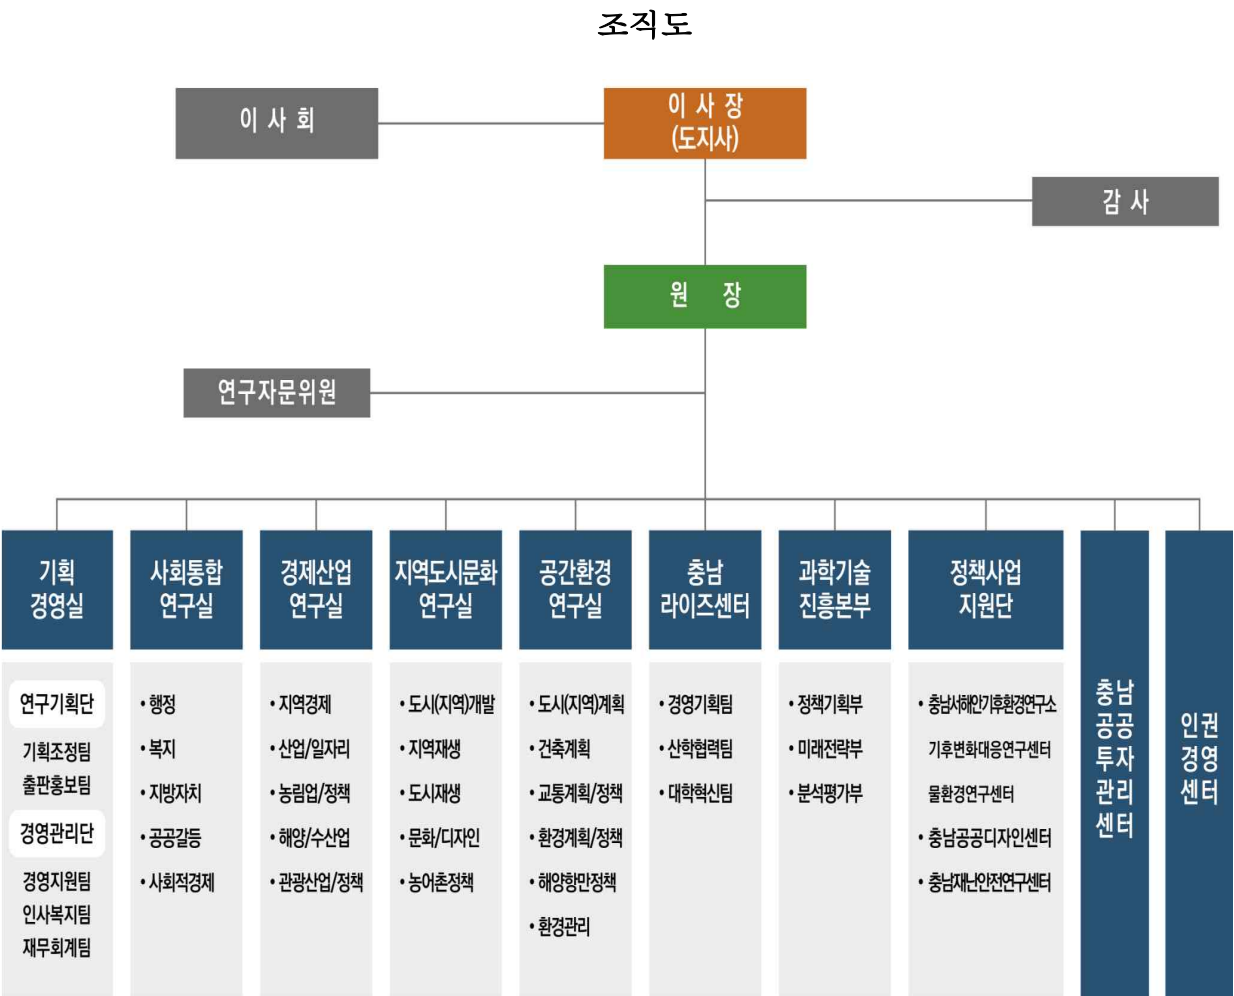 조직도
이 사 회
이 사 장
(도지사)
감 사
원 장
연구자문위원
기획
경영실
연구기획단
기획조정팀
출판홍보팀
경영관리단
경영지원팀
인사복지팀
재무회계팀
사회통합
연구실
• 행정
• 복지
• 지방자치
• 공공갈등
• 사회적경제
경제산업
연구실
• 지역경제
• 산업/일자리
• 농림업/정책
• 해양/수산업
• 관광산업/정책
지역도시문화
연구실
• 도시(지역)개발
• 지역재생
• 도시재생
• 문화/디자인
• 농어촌정책
공간환경
연구실
• 도시(지역)계획
• 건축계획
• 교통계획/정책
• 환경계획/정책
• 해양항만정책
• 환경관리
충남
라이즈센터
• 경영기획팀
• 산학협력팀
• 대학혁신팀
과학기술
진흥본부
• 정책기획부
• 미래전략부
• 분석평가부
정책사업
지원단
• 충남서해안기후환경연구소
기후변화대응연구센터
물환경연구센터
• 충남공공디자인센터
• 충남재난안전연구센터
충남
공공
투자
관리
센터
인권
경영
센터